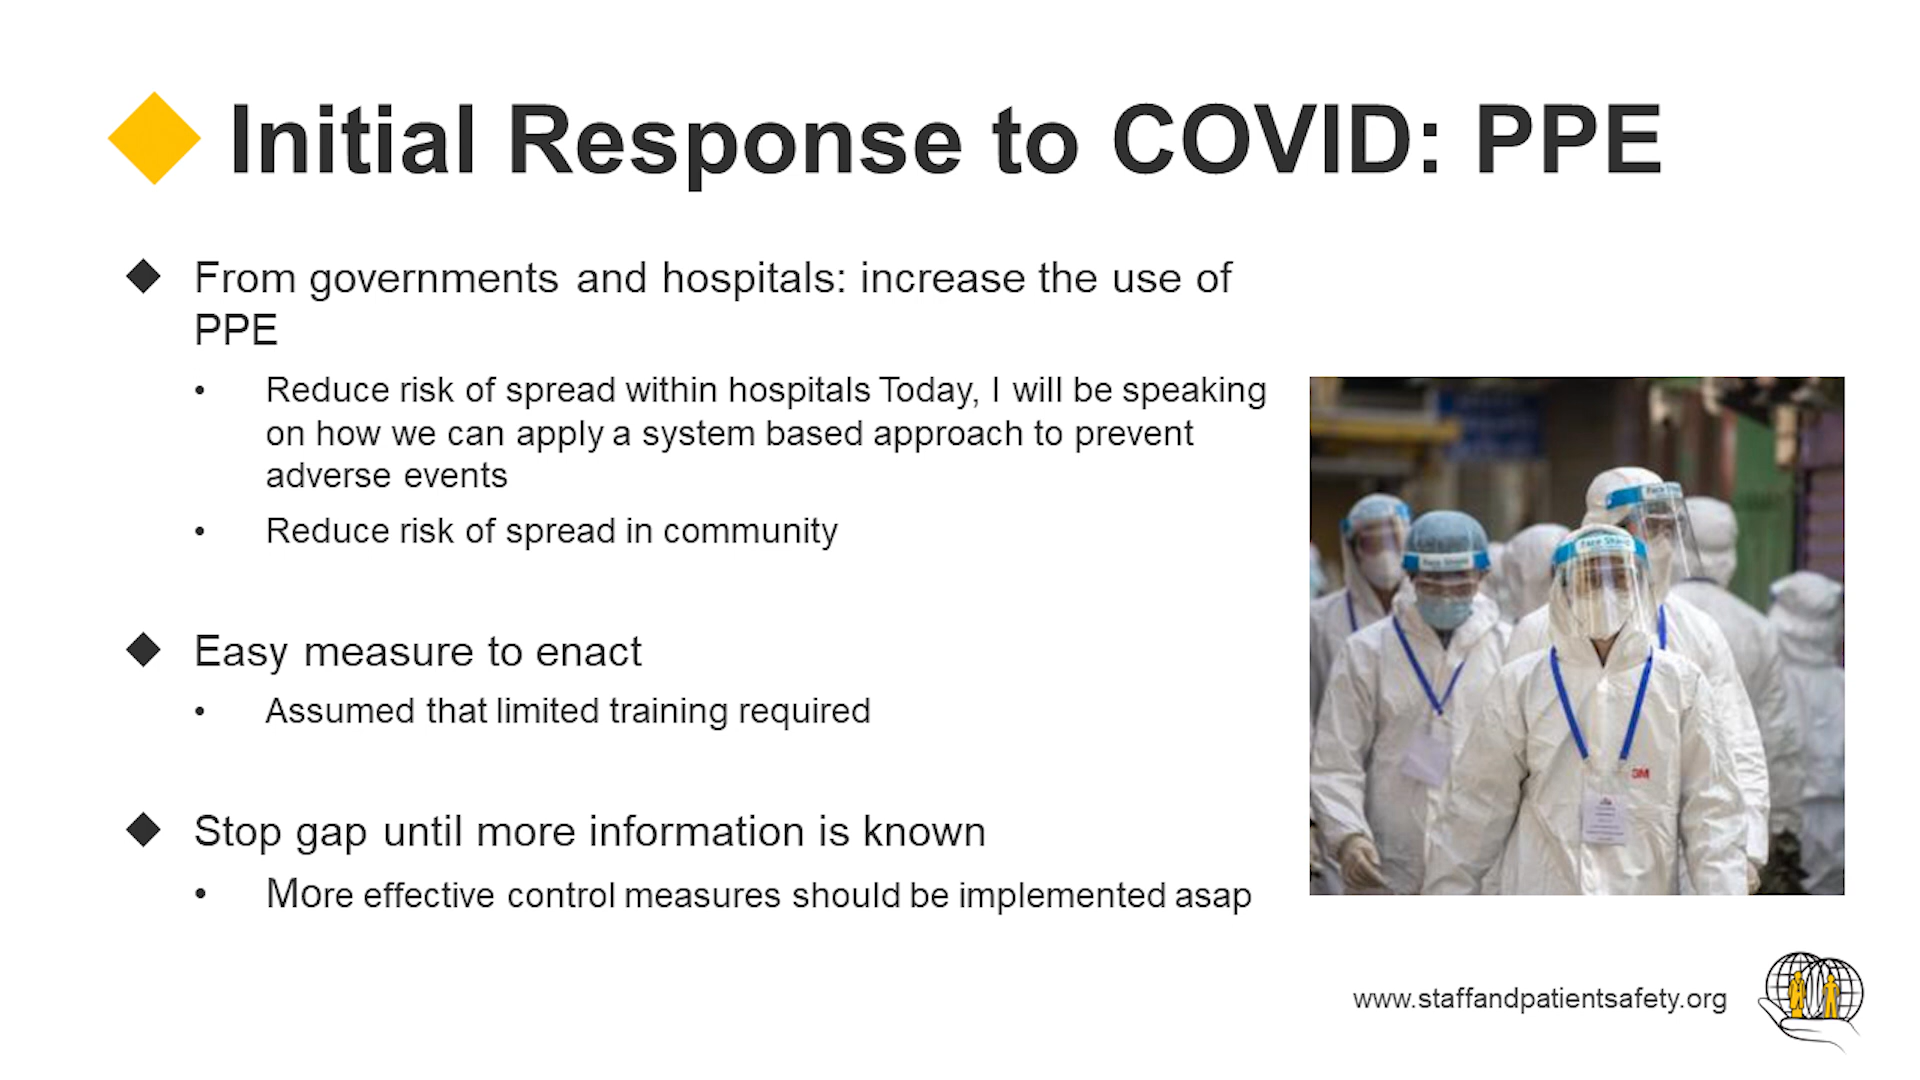 Initial Response to COVID: PPE
From governments and hospitals: increase the use of
PPE
• Reduce risk of spread within hospitals Today, I will be speaking
on how we can apply a system based approach to prevent
adverse events
• Reduce risk of spread in community
Easy measure to enact
• Assumed that limited training required
Stop gap until more information is known
• More effective control measures should be implemented asap
Face Shield
3M
www.staffandpatientsafety.org